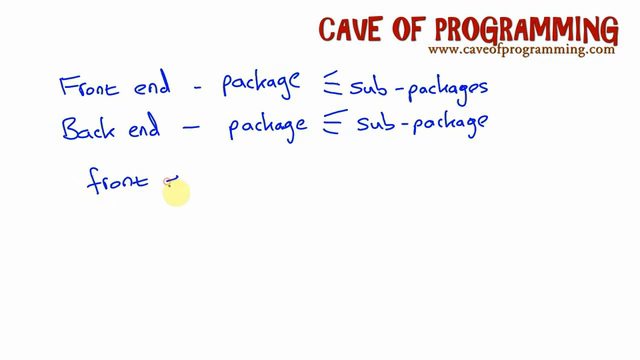 CAVE OF PROGRAMMING
www.caveofprogramming.com
Front end - package sub-packages
Back end - package sub-package
front